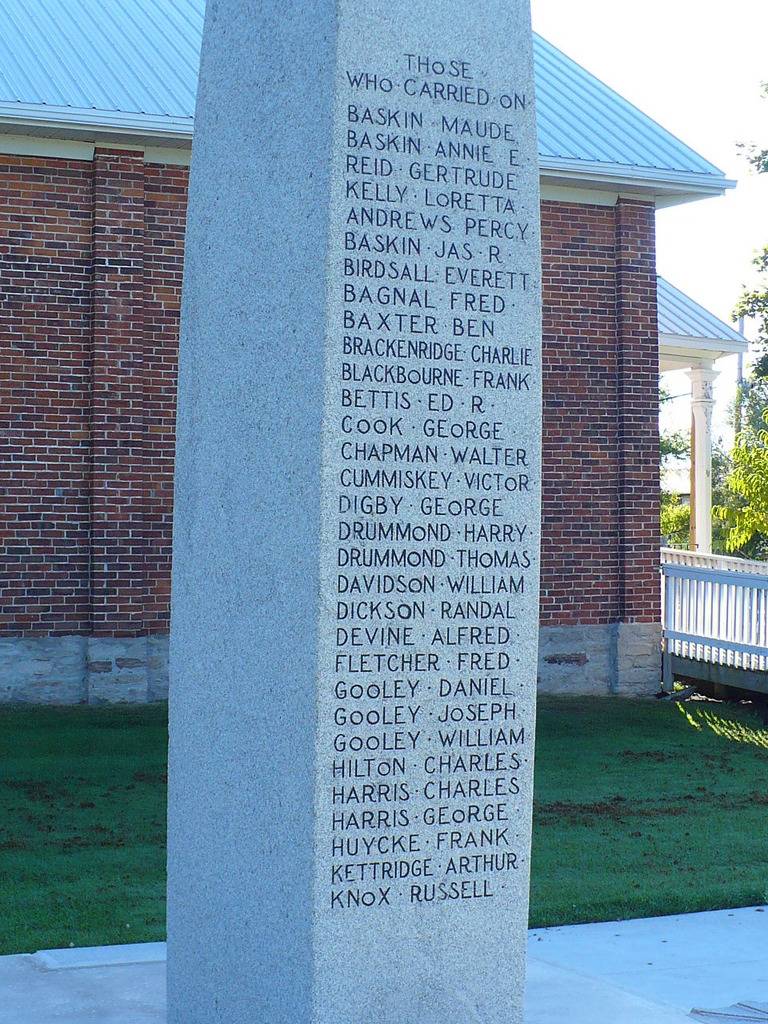 THOSE
WHO·CARRIED·ON
BASKIN·MAUDE
BASKIN·ANNIE·E·
REID·GERTRUDE
KELLY·LORETTA
ANDREWS·PERCY·
BASKIN·JAS·R·
BIRDSALL·EVERETT·
BAGNAL·FRED·
BAXTER·BEN
BRACKENRIDGE·CHARLIE
BLACKBOURNE·FRANK·
BETTIS·ED·R·
COOK·GEORGE
CHAPMAN·WALTER
CUMMISKEY·VICTOR
DIGBY·GEORGE
DRUMMOND·HARRY·
DRUMMOND·THOMAS·
DAVIDSON·WILLIAM
DICKSON·RANDAL·
DEVINE·ALFRED·
FLETCHER·FRED·
GOOLEY·DANIEL·
GOOLEY·JOSEPH
GOOLEY·WILLIAM
HILTON·CHARLES·
HARRIS·CHARLES
HARRIS·GEORGE
HUYCKE·FRANK
KETTRIDGE·ARTHUR·
KNOX·RUSSELL·